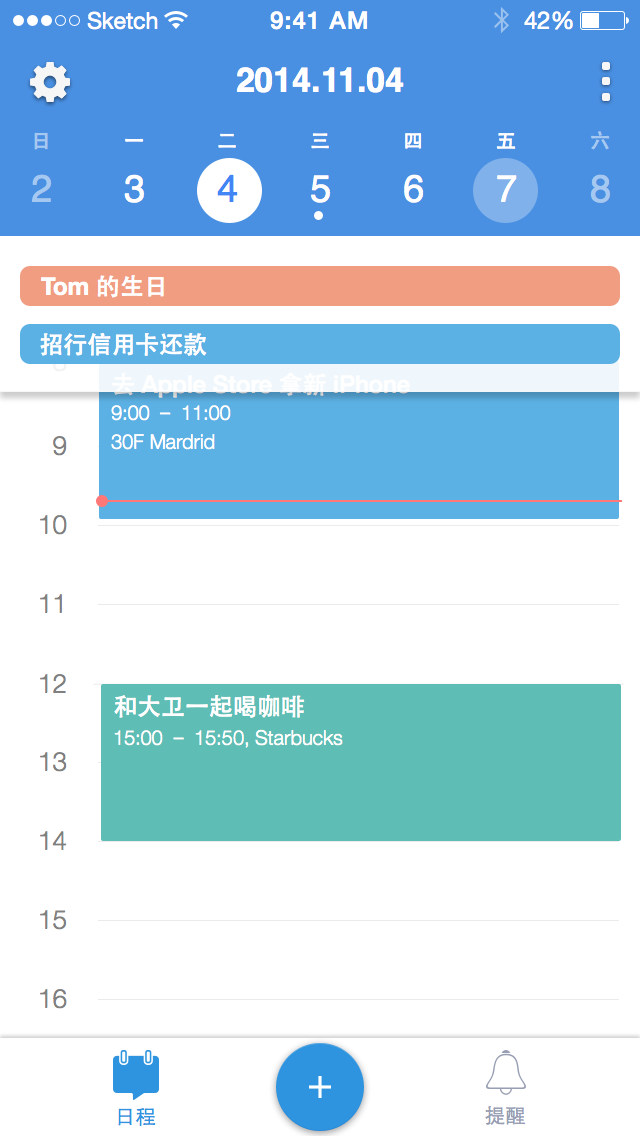 Sketch 9:41 AM 42%
2014.11.04
日 一 二 三 四 五 六
2 3 4 5 6 7 8
Tom 的生日
招行信用卡还款
去 Apple Store 拿新 iPhone
9:00 – 11:00
9
30F Mardrid
10
11
12
和大卫一起喝咖啡
15:00 – 15:50, Starbucks
13
14
15
16
+
日程 提醒